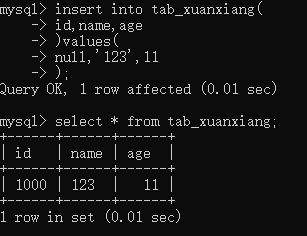 mysql> insert into tab_xuanxiang(
    -> id,name,age
    -> )values(
    -> null,'123',11
    -> );
Query OK, 1 row affected (0.01 sec)

mysql> select * from tab_xuanxiang;
+------+------+------+
| id   | name | age  |
+------+------+------+
| 1000 | 123  |   11 |
+------+------+------+
1 row in set (0.01 sec)